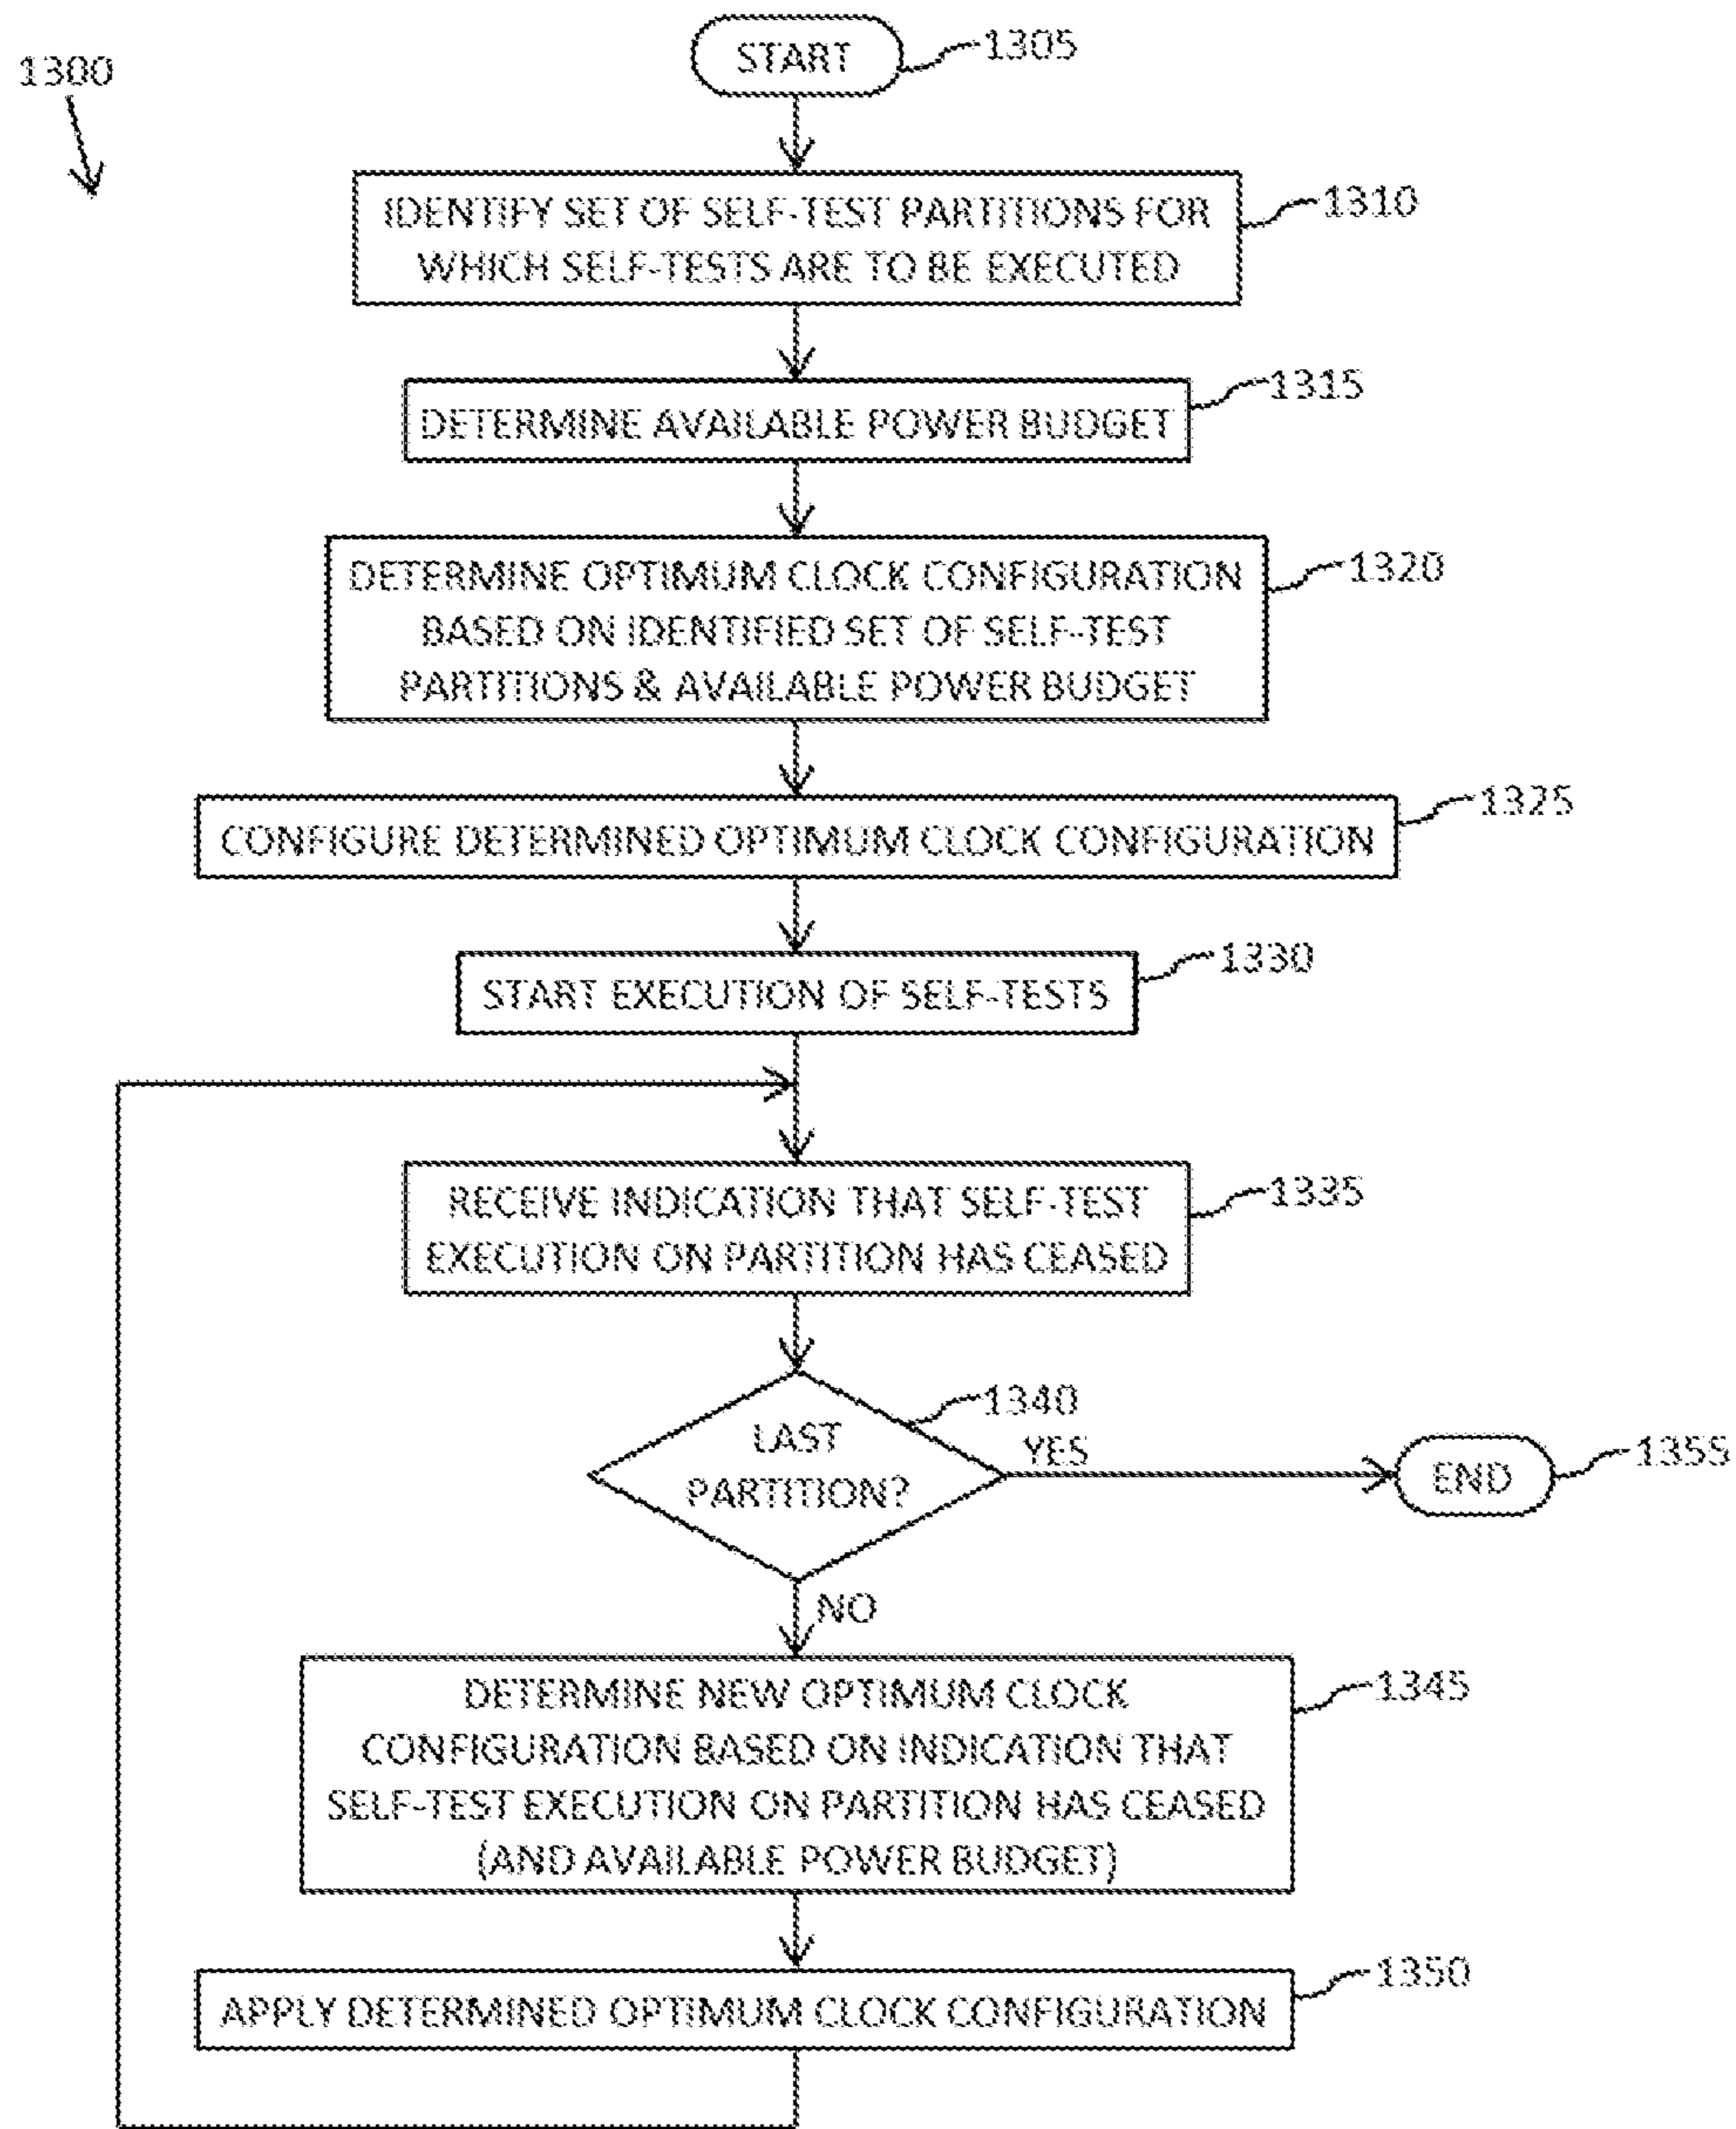 1300
START
1305
IDENTIFY SET OF SELF-TEST PARTITIONS FOR
WHICH SELF-TESTS ARE TO BE EXECUTED
1310
DETERMINE AVAILABLE POWER BUDGET
1315
DETERMINE OPTIMUM CLOCK CONFIGURATION
BASED ON IDENTIFIED SET OF SELF-TEST
PARTITIONS & AVAILABLE POWER BUDGET
1320
CONFIGURE DETERMINED OPTIMUM CLOCK CONFIGURATION
1325
START EXECUTION OF SELF-TESTS
1330
RECEIVE INDICATION THAT SELF-TEST
EXECUTION ON PARTITION HAS CEASED
1335
LAST
PARTITION?
1340
YES
END
1355
NO
DETERMINE NEW OPTIMUM CLOCK
CONFIGURATION BASED ON INDICATION THAT
SELF-TEST EXECUTION ON PARTITION HAS CEASED
(AND AVAILABLE POWER BUDGET)
1345
APPLY DETERMINED OPTIMUM CLOCK CONFIGURATION
1350